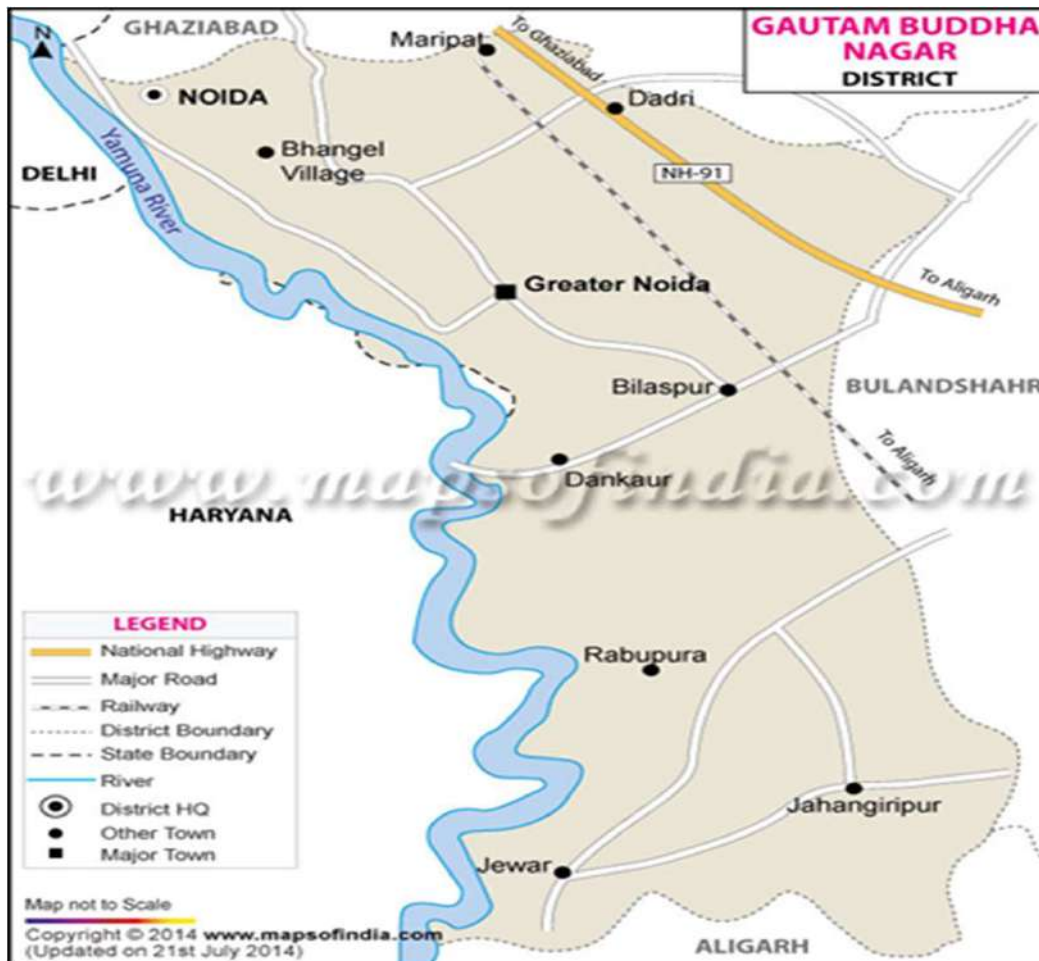 GHAZIABAD
GAUTAM BUDDHA
NAGAR
DISTRICT
N
To Ghaziabad
Maripat
NOIDA
Dadri
Bhangel
Village
DELHI
Yamuna River
NH-91
Greater Noida
To Aligarh
Bilaspur
BULANDSHAHR
To Aligarh
Dankaur
www.mapsofindia.com
HARYANA
LEGEND
National Highway
Major Road
Railway
District Boundary
State Boundary
River
District HQ
Other Town
Major Town
Rabupura
Jahangiripur
Jewar
Map not to Scale
Copyright © 2014 www.mapsofindia.com
(Updated on 21st July 2014)
ALIGARH